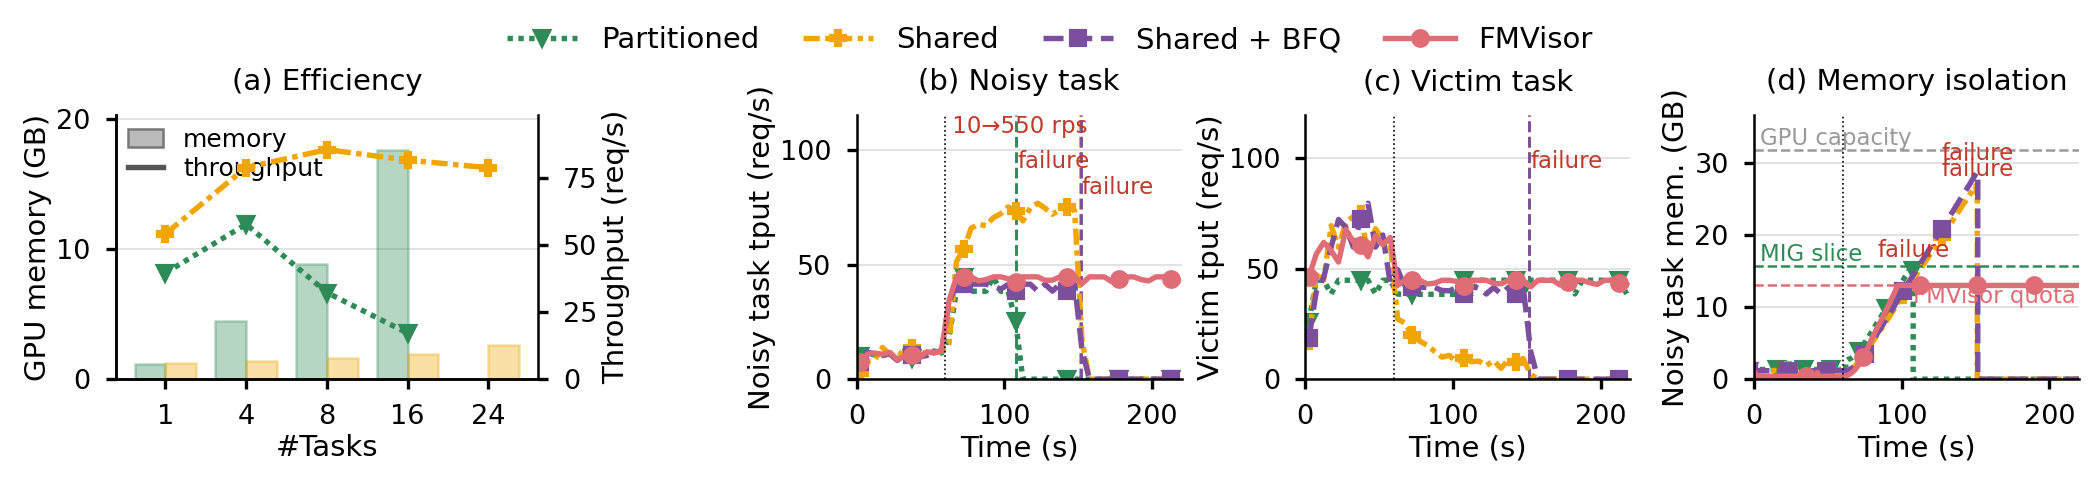 Partitioned
Shared
Shared + BFQ
FMVisor
(a) Efficiency
GPU memory (GB)
20
10
0
memory
throughput
75
50
25
0
Throughput (req/s)
1
4
8
16
24
#Tasks
(b) Noisy task
Noisy task tput (req/s)
100
50
0
10→550 rps
failure
failure
0
100
200
Time (s)
(c) Victim task
Victim tput (req/s)
100
50
0
failure
0
100
200
Time (s)
(d) Memory isolation
Noisy task mem. (GB)
30
20
10
0
GPU capacity
failure
failure
MIG slice
failure
FMVisor quota
0
100
200
Time (s)